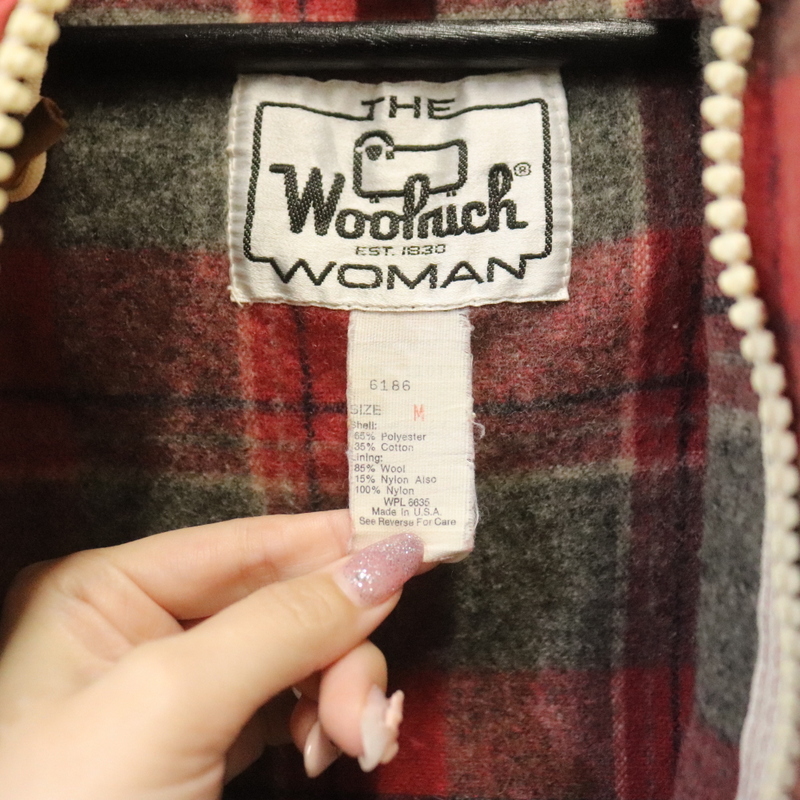 THE
Woolrich®
EST. 1830
WOMAN
6186
SIZE M
Shell:
65% Polyester
35% Cotton
Lining:
85% Wool
15% Nylon Also
100% Nylon
WPL 6635
Made in U.S.A.
See Reverse For Care